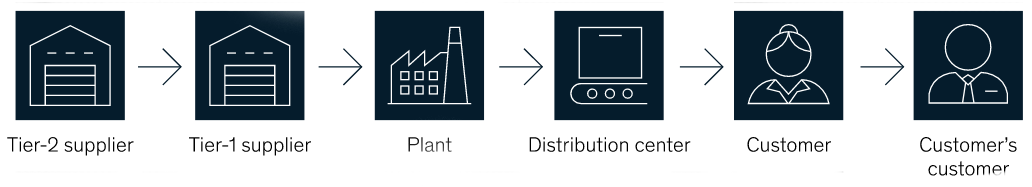 Tier-2 supplier
Tier-1 supplier
Plant
Distribution center
Customer
Customer's
customer